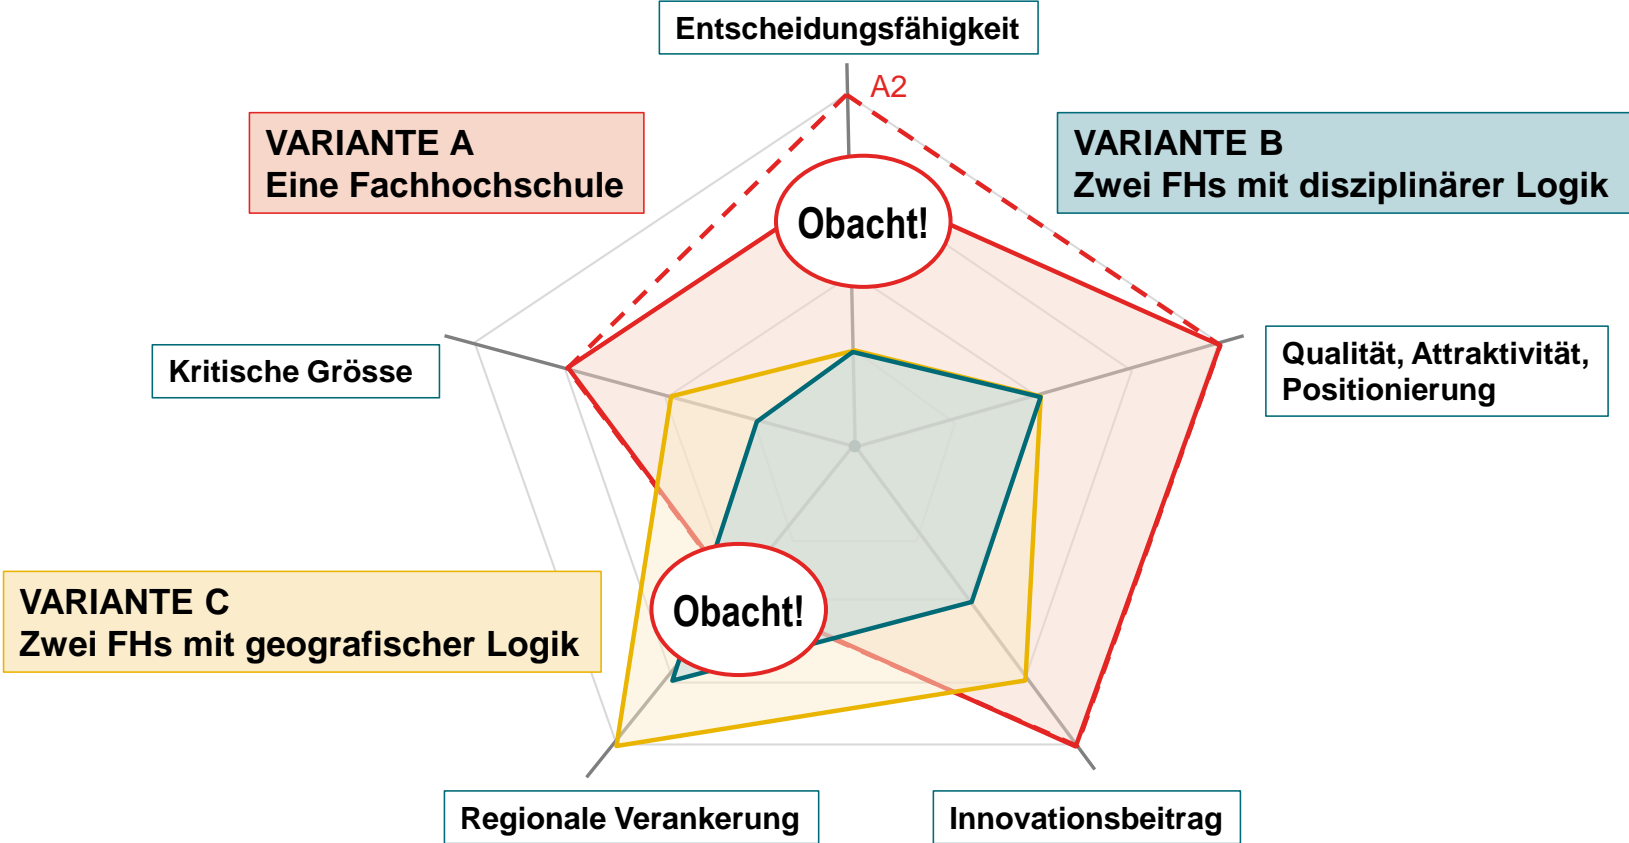 Entscheidungsfähigkeit
A2
VARIANTE A
Eine Fachhochschule
VARIANTE B
Zwei FHs mit disziplinärer Logik
Obacht!
Kritische Grösse
Qualität, Attraktivität,
Positionierung
VARIANTE C
Zwei FHs mit geografischer Logik
Obacht!
Regionale Verankerung
Innovationsbeitrag